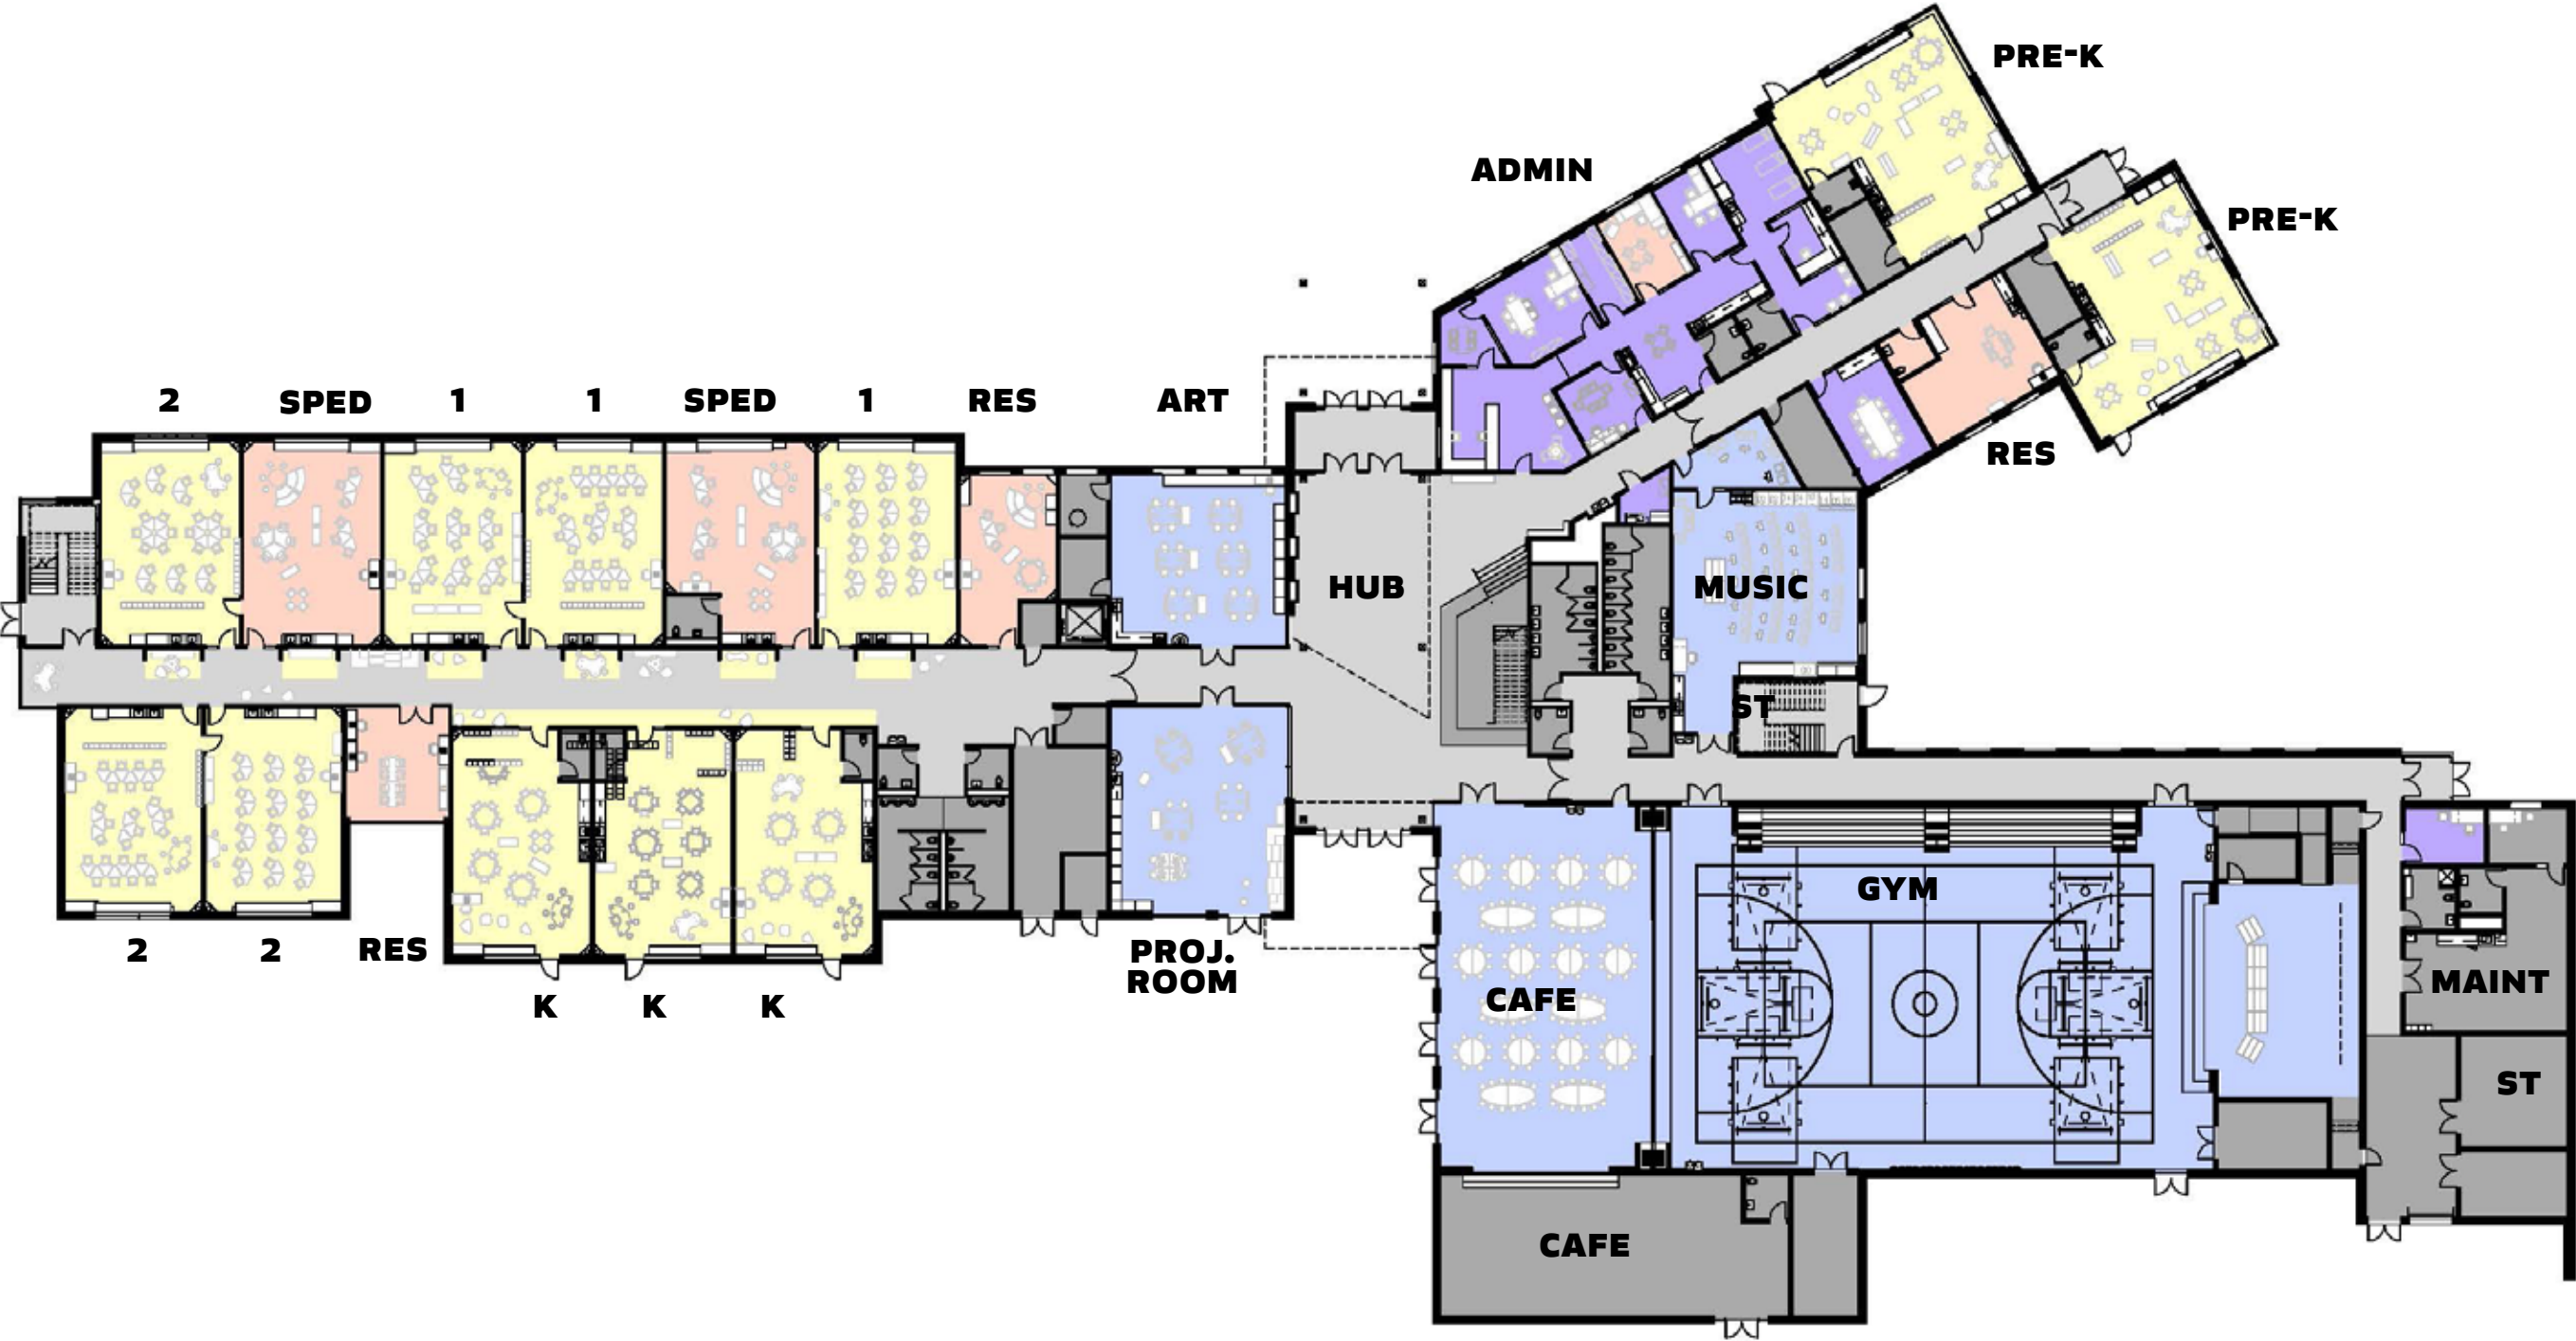 PRE-K
ADMIN
PRE-K
2 SPED 1 1 SPED 1 RES ART
RES
HUB
MUSIC
ST
GYM
2 2 RES PROJ.
ROOM
MAINT
CAFE
K K K
ST
CAFE